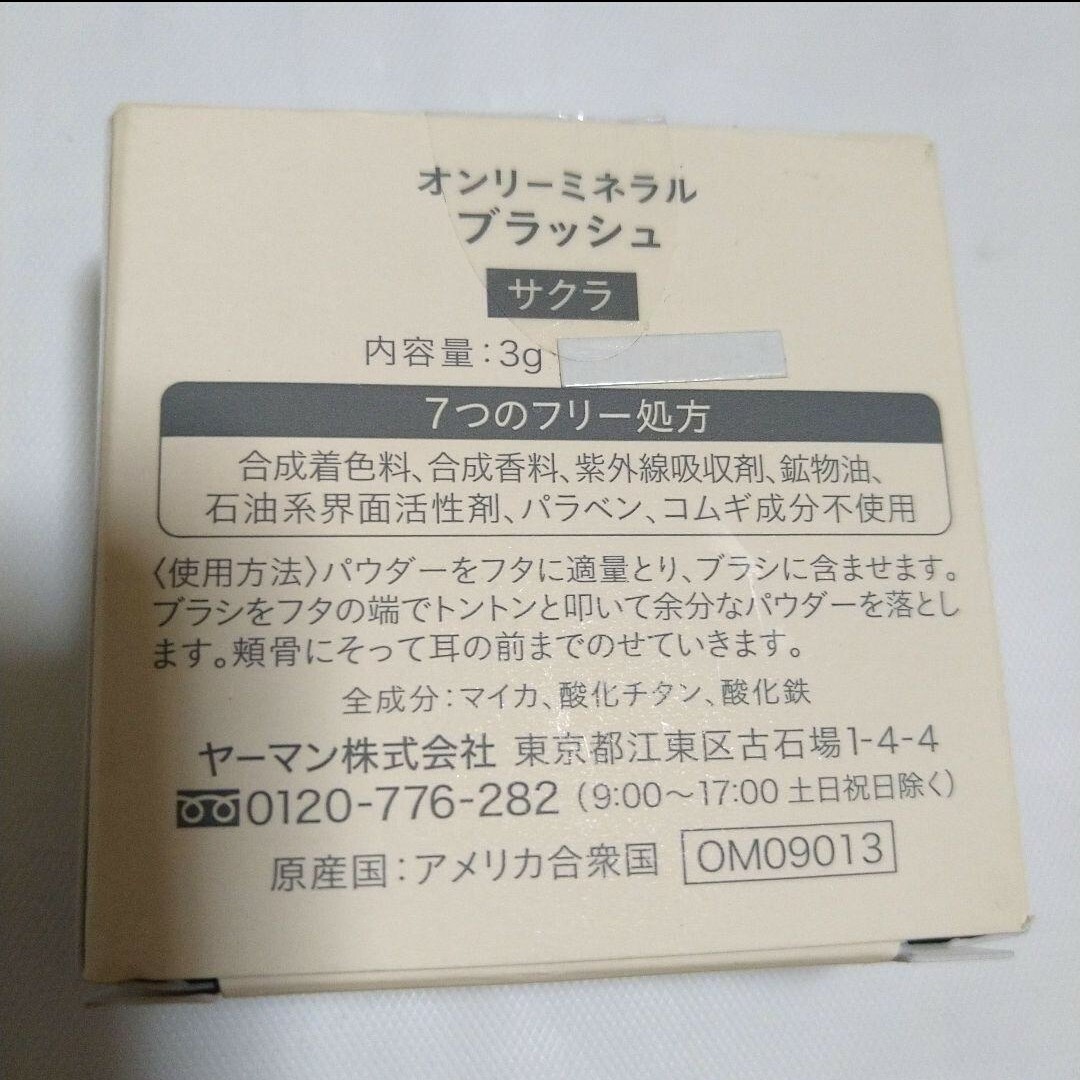 オンリーミネラル
ブラッシュ
サクラ
内容量：3g
7つのフリー処方
合成着色料、合成香料、紫外線吸収剤、鉱物油、
石油系界面活性剤、パラベン、コムギ成分不使用
〈使用方法〉パウダーをフタに適量とり、ブラシに含ませます。
ブラシをフタの端でトントンと叩いて余分なパウダーを落とし
ます。頬骨にそって耳の前までのせていきます。
全成分：マイカ、酸化チタン、酸化鉄
ヤーマン株式会社 東京都江東区古石場1-4-4
0120-776-282（9:00〜17:00 土日祝日除く）
原産国：アメリカ合衆国 OM09013